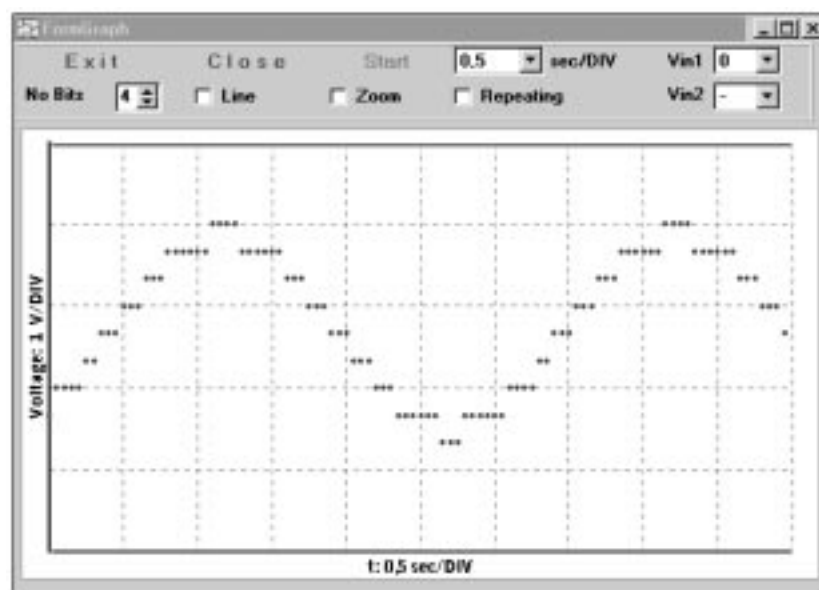 FormGraph
Exit Close Start 0,5 sec/DIV Vin1 0
No Bits 4 Line Zoom Repeating Vin2 -
Voltage: 1 V/DIV
t: 0,5 sec/DIV